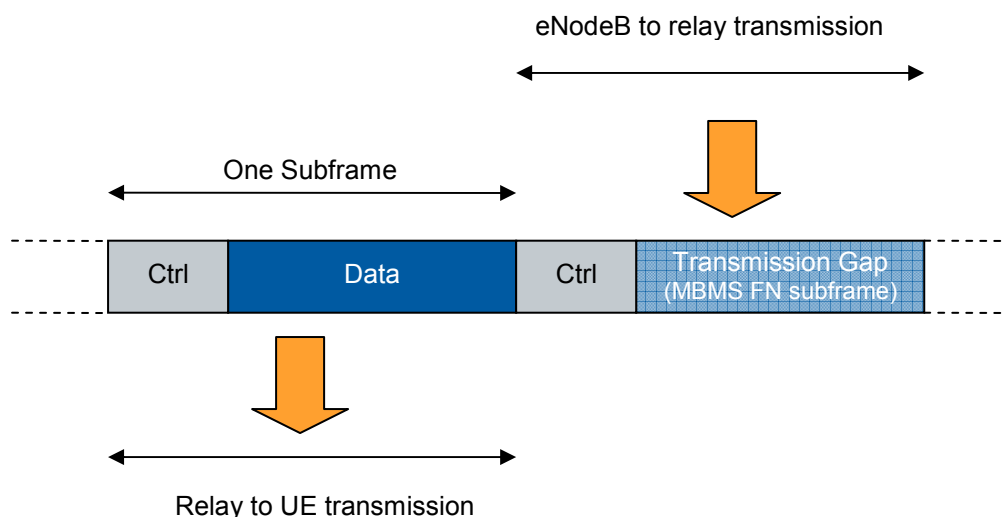 eNodeB to relay transmission
One Subframe
Ctrl
Data
Ctrl
Transmission Gap
(MBMS FN subframe)
Relay to UE transmission